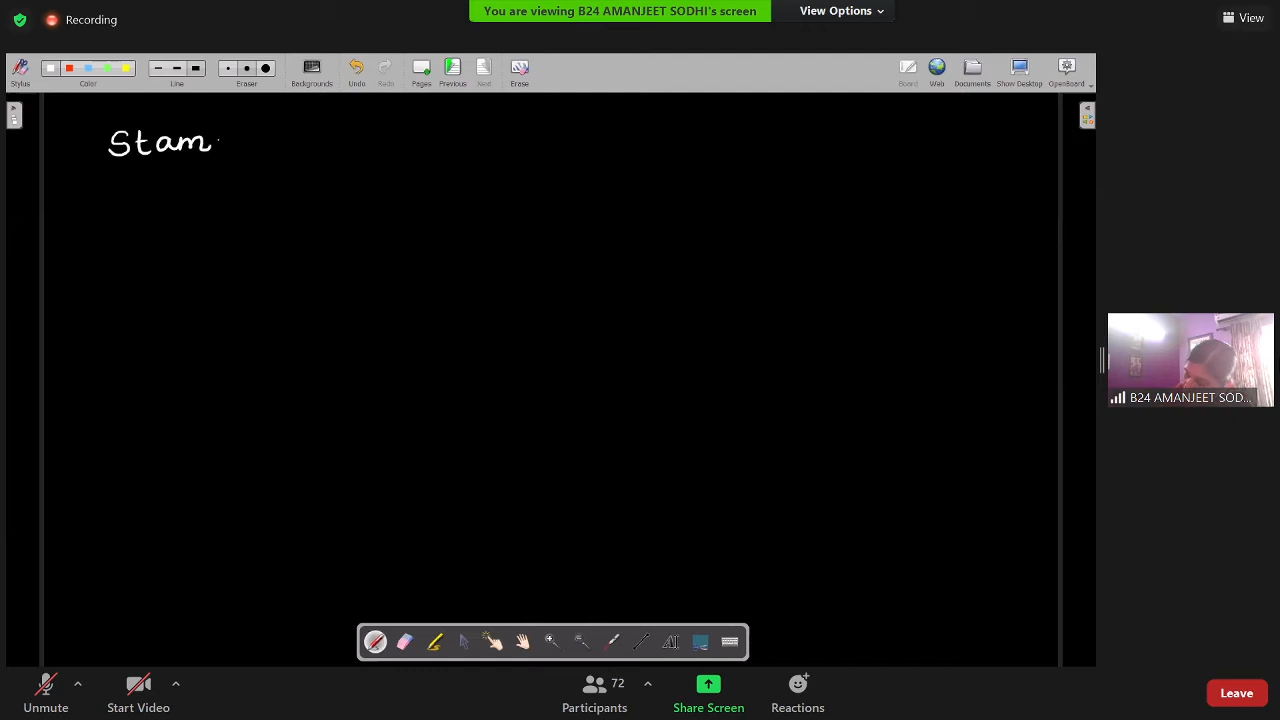 You are viewing B24 AMANJEET SODHI's screen
View Options
Recording
View
Stylus
Color
Line
Eraser
Backgrounds
Undo
Redo
Pages
Previous
Next
Erase
Board
Web
Documents
Show Desktop
OpenBoard
Stam
B24 AMANJEET SOD...
Unmute
Start Video
72
Participants
Share Screen
Reactions
Leave